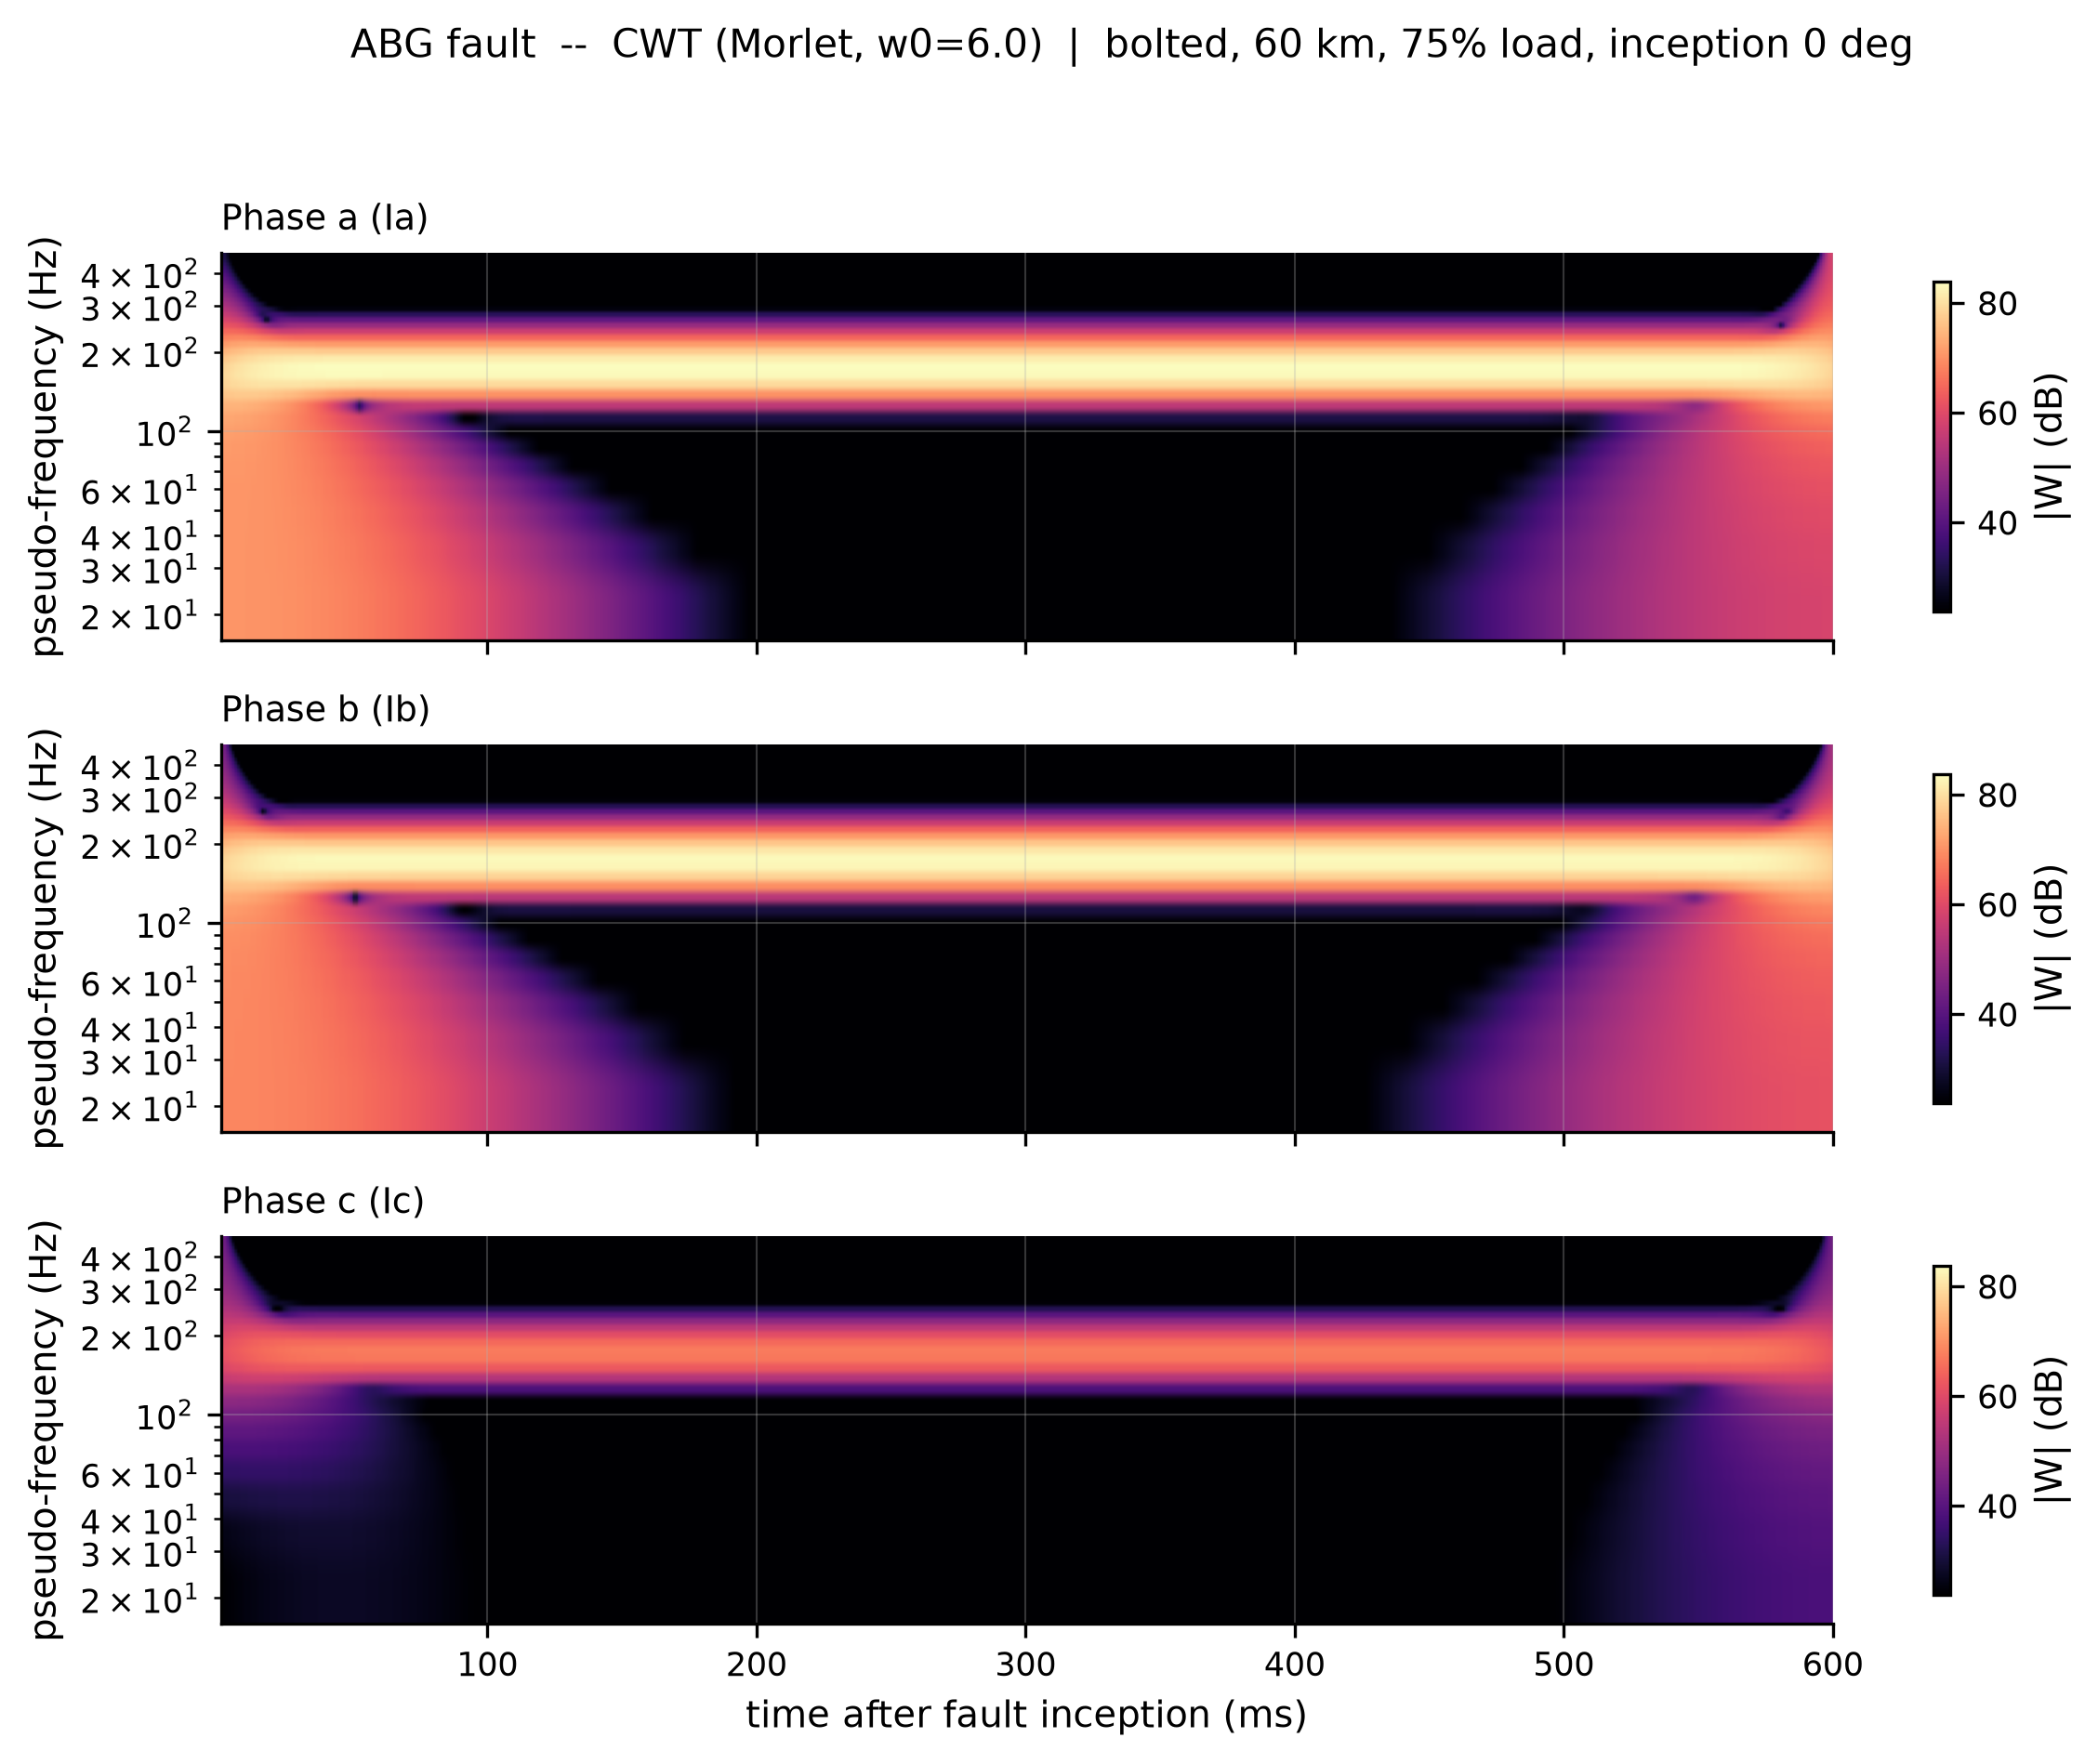 ABG fault -- CWT (Morlet, w0=6.0) | bolted, 60 km, 75% load, inception 0 deg
Phase a (Ia)
pseudo-frequency (Hz)
4 × 10²
3 × 10²
2 × 10²
10²
6 × 10¹
4 × 10¹
3 × 10¹
2 × 10¹
80
60
40
|W| (dB)
Phase b (Ib)
pseudo-frequency (Hz)
4 × 10²
3 × 10²
2 × 10²
10²
6 × 10¹
4 × 10¹
3 × 10¹
2 × 10¹
80
60
40
|W| (dB)
Phase c (Ic)
pseudo-frequency (Hz)
4 × 10²
3 × 10²
2 × 10²
10²
6 × 10¹
4 × 10¹
3 × 10¹
2 × 10¹
80
60
40
|W| (dB)
100 200 300 400 500 600
time after fault inception (ms)